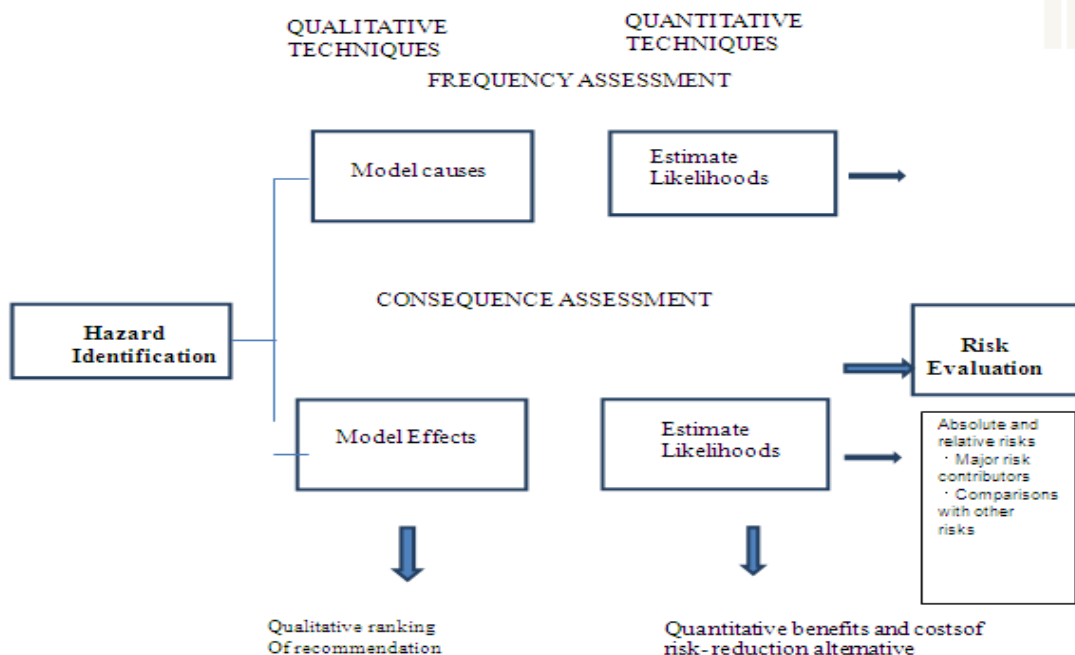 QUALITATIVE
TECHNIQUES
QUANTITATIVE
TECHNIQUES
FREQUENCY ASSESSMENT
Model causes
Estimate
Likelihoods
CONSEQUENCE ASSESSMENT
Hazard
Identification
Risk
Evaluation
Model Effects
Estimate
Likelihoods
Absolute and
relative risks
· Major risk
contributors
· Comparisons
with other
risks
Qualitative ranking
Of recommendation
Quantitative benefits and costsof
risk-reduction alternative